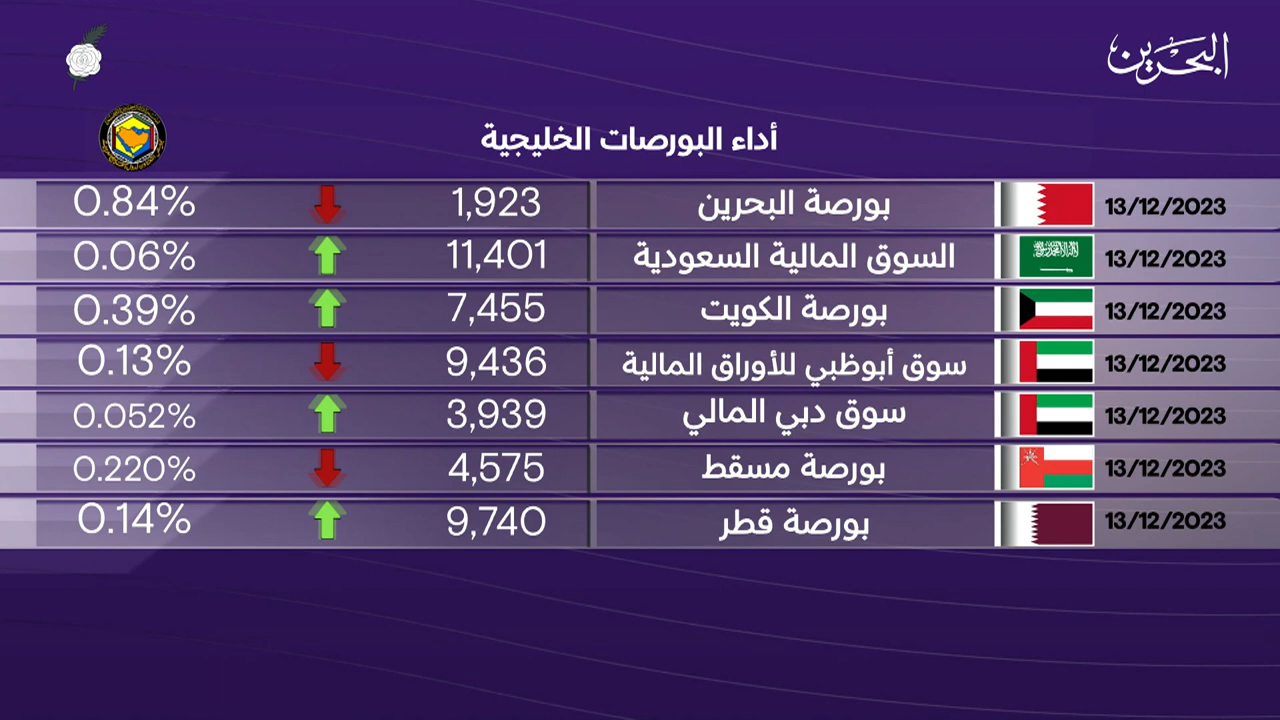 البحرين
أداء البورصات الخليجية
13/12/2023 بورصة البحرين 1,923 0.84%
13/12/2023 السوق المالية السعودية 11,401 0.06%
13/12/2023 بورصة الكويت 7,455 0.39%
13/12/2023 سوق أبوظبي للأوراق المالية 9,436 0.13%
13/12/2023 سوق دبي المالي 3,939 0.052%
13/12/2023 بورصة مسقط 4,575 0.220%
13/12/2023 بورصة قطر 9,740 0.14%